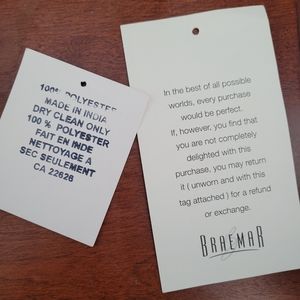 100% POLYESTER
MADE IN INDIA
DRY CLEAN ONLY
100 % POLYESTER
FAIT EN INDE
NETTOYAGE A
SEC SEULEMENT
CA 22626
In the best of all possible
worlds, every purchase
would be perfect.
If, however, you find that
you are not completely
delighted with this
purchase, you may return
it ( unworn and with this
tag attached ) for a refund
or exchange.
BRAEMAR